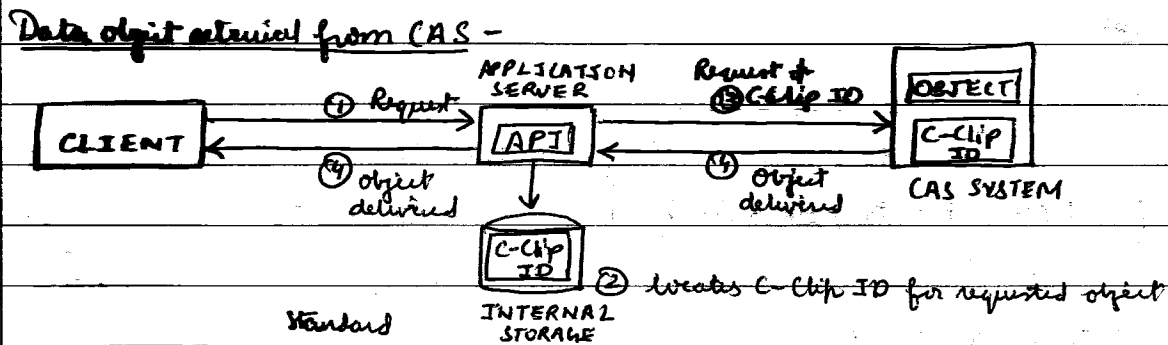 Data object retrieval from CAS -
APPLICATION
SERVER
Request &
③ C-Clip ID
OBJECT
① Request
CLIENT
API
C-Clip
ID
④ object
delivered
④ Object
delivered
CAS SYSTEM
C-Clip
ID
② locates C-Clip ID for requested object
INTERNAL
STORAGE
Standard